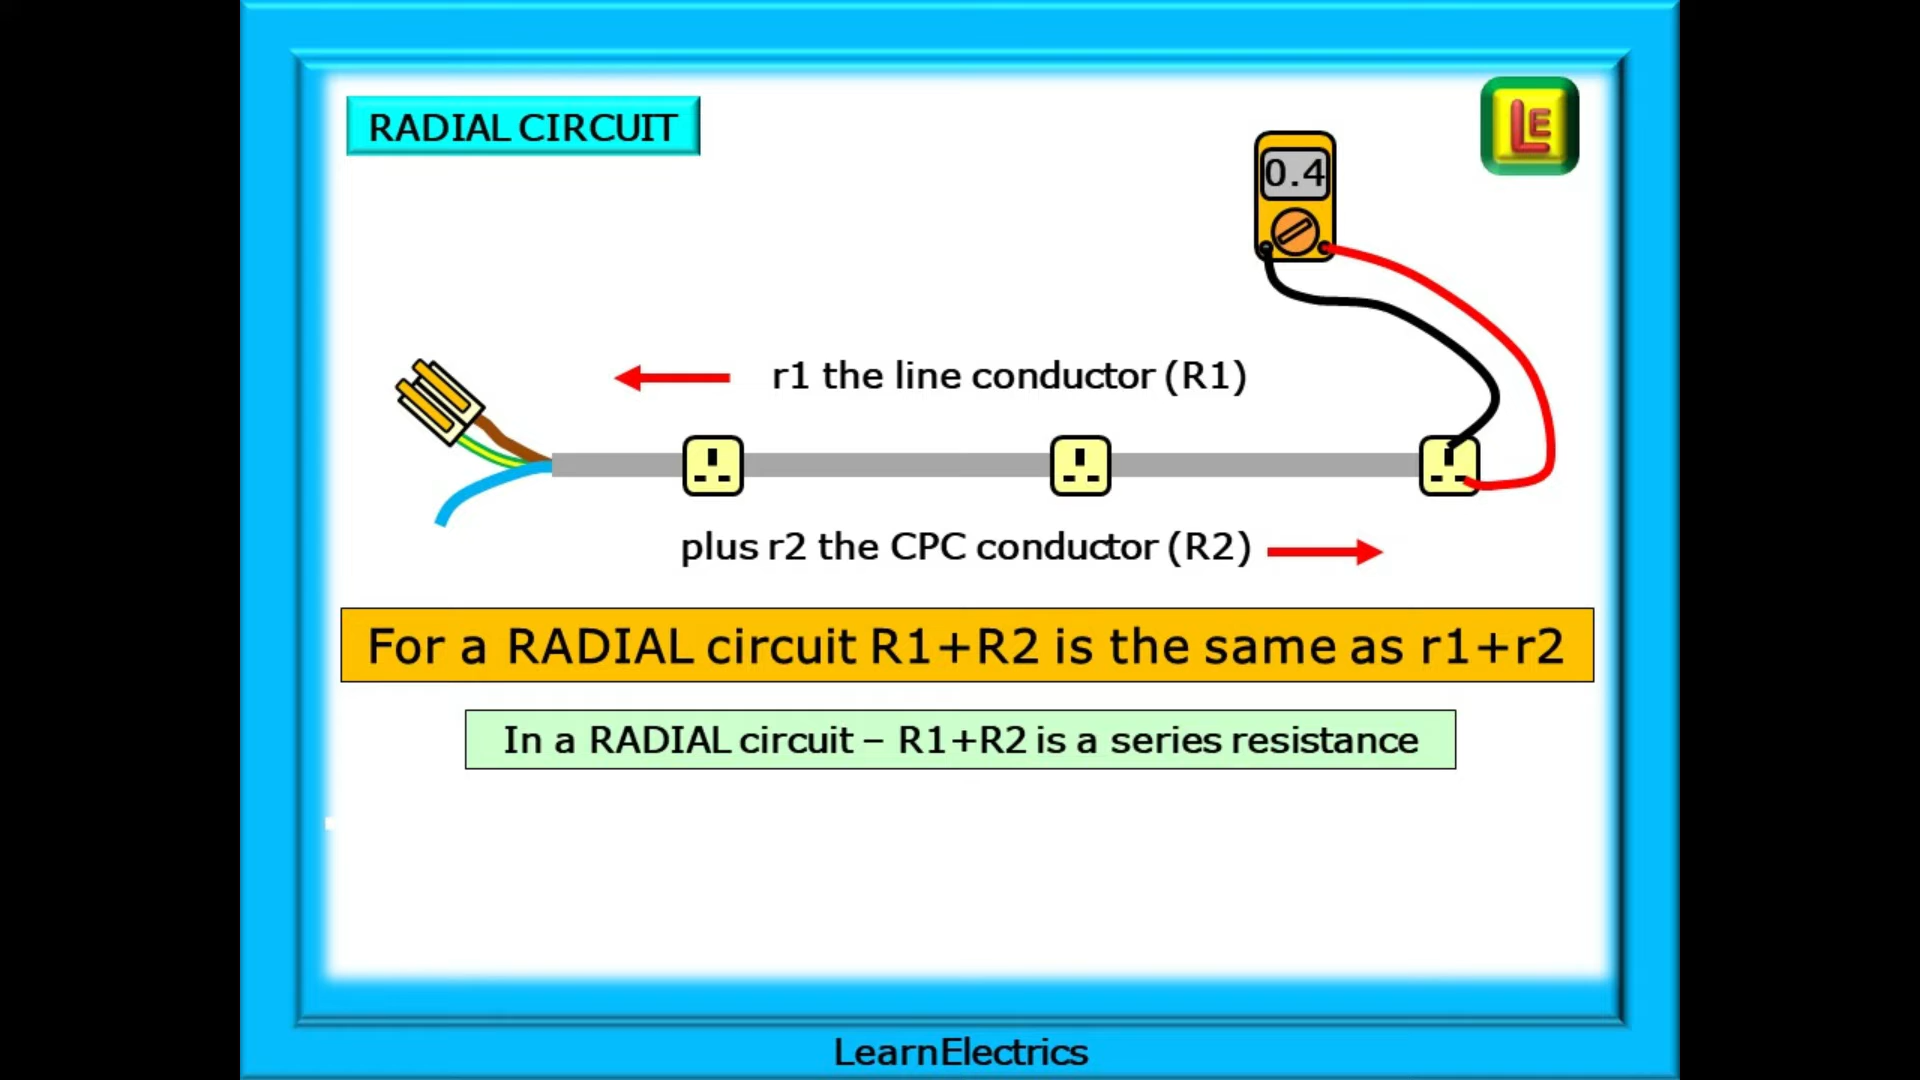 RADIAL CIRCUIT
LE
0.4
r1 the line conductor (R1)
plus r2 the CPC conductor (R2)
For a RADIAL circuit R1+R2 is the same as r1+r2
In a RADIAL circuit – R1+R2 is a series resistance
LearnElectrics